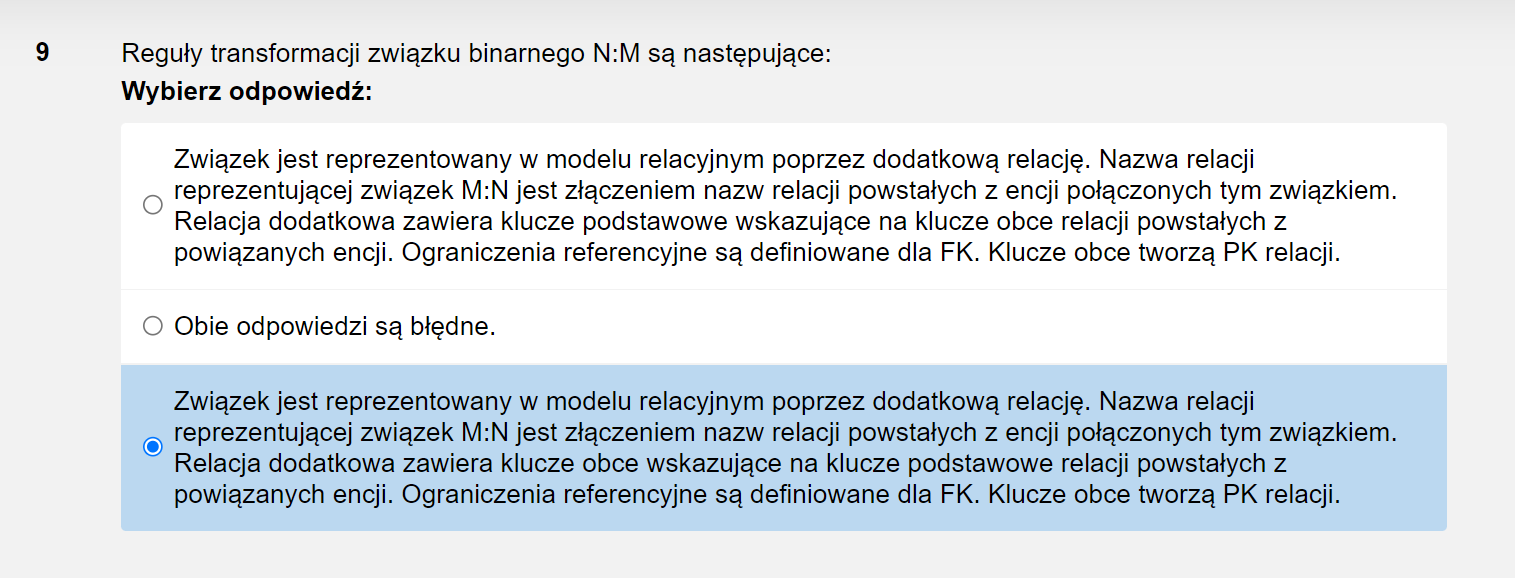 9 Reguły transformacji związku binarnego N:M są następujące:
Wybierz odpowiedź:
Związek jest reprezentowany w modelu relacyjnym poprzez dodatkową relację. Nazwa relacji
reprezentującej związek M:N jest złączeniem nazw relacji powstałych z encji połączonych tym związkiem.
Relacja dodatkowa zawiera klucze podstawowe wskazujące na klucze obce relacji powstałych z
powiązanych encji. Ograniczenia referencyjne są definiowane dla FK. Klucze obce tworzą PK relacji.
Obie odpowiedzi są błędne.
Związek jest reprezentowany w modelu relacyjnym poprzez dodatkową relację. Nazwa relacji
reprezentującej związek M:N jest złączeniem nazw relacji powstałych z encji połączonych tym związkiem.
Relacja dodatkowa zawiera klucze obce wskazujące na klucze podstawowe relacji powstałych z
powiązanych encji. Ograniczenia referencyjne są definiowane dla FK. Klucze obce tworzą PK relacji.